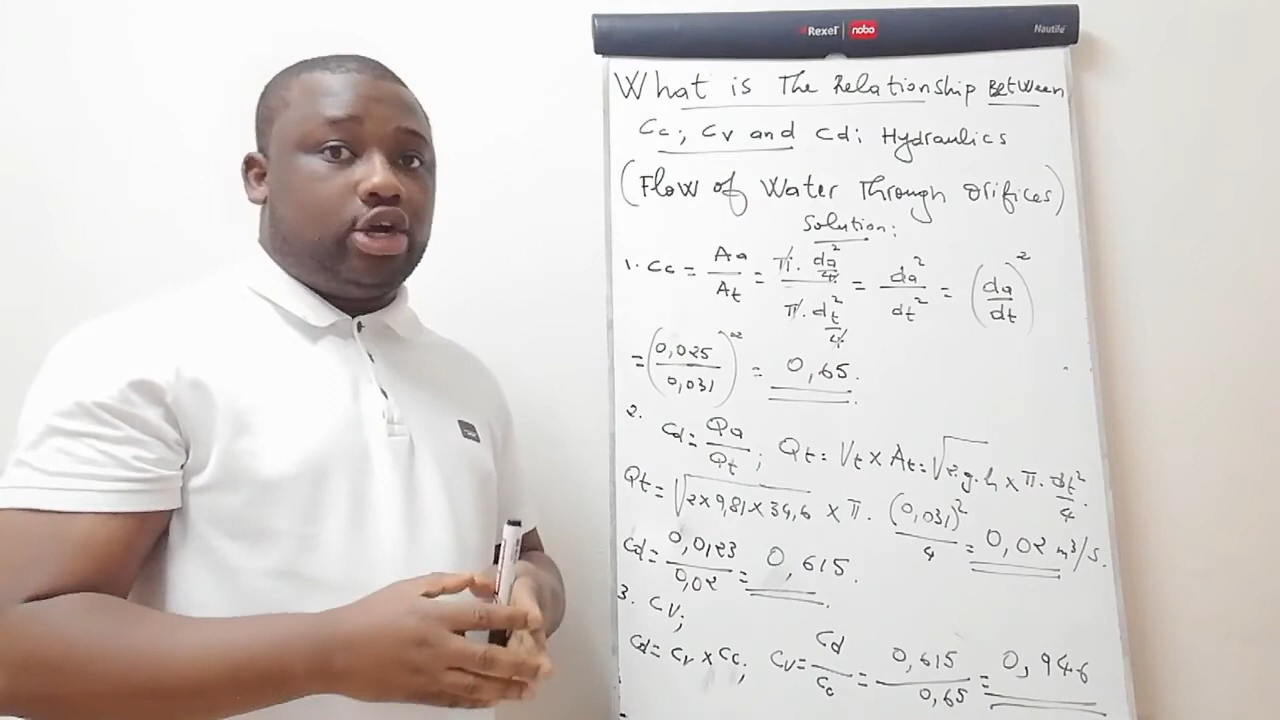 Rexel nobo Nautile
What is The Relationship Between
Cc; Cv and Cd: Hydraulics
(Flow of Water Through Orifices)
Solution:
1. Cc = Aa/At = π.da²/4 / π.dt²/4 = da²/dt² = (da/dt)²
= (0,025/0,031)² = 0,65.
2.
Cd = Qa/Qt; Qt = Vt x At = √2.g.h x π.dt²/4
Qt = √2x9,81x34,6 x π. (0,031)²/4 = 0,02 m³/s.
Cd = 0,0123/0,02 = 0,615.
3. Cv;
Cd = Cv x Cc; Cv = Cd/Cc = 0,615/0,65 = 0,946